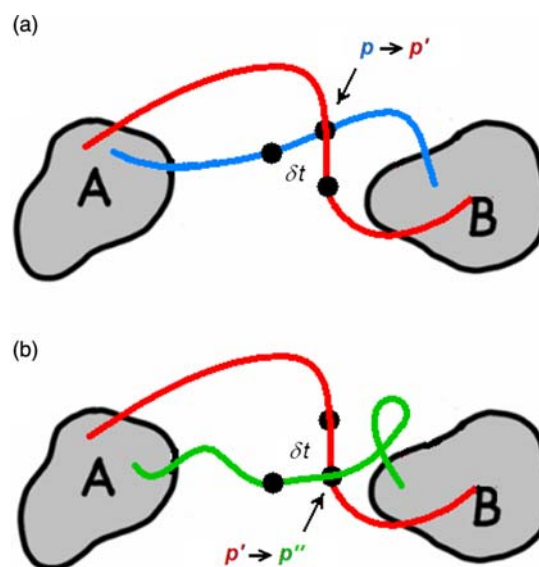 (a)
p → p′
A
δt
B
(b)
A
δt
B
p′ → p″